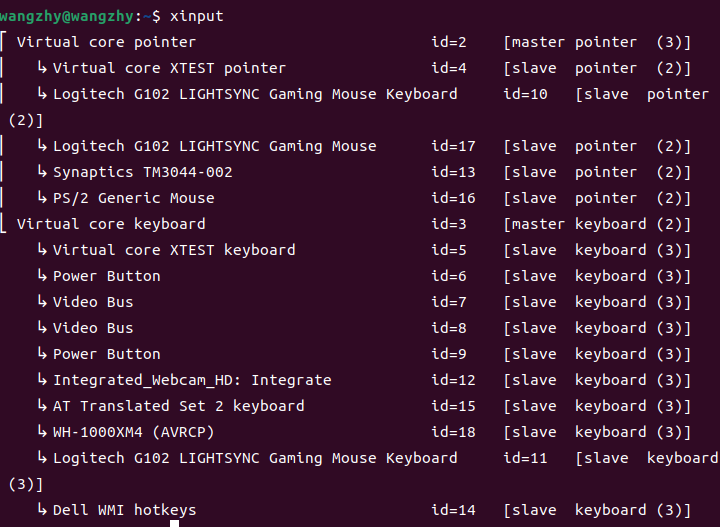 wangzhy@wangzhy:~$ xinput
⎡ Virtual core pointer                    id=2    [master pointer  (3)]
⎜   ↳ Virtual core XTEST pointer                id=4    [slave  pointer  (2)]
⎜   ↳ Logitech G102 LIGHTSYNC Gaming Mouse Keyboard     id=10   [slave  pointer
(2)]
⎜   ↳ Logitech G102 LIGHTSYNC Gaming Mouse      id=17   [slave  pointer  (2)]
⎜   ↳ Synaptics TM3044-002                      id=13   [slave  pointer  (2)]
⎜   ↳ PS/2 Generic Mouse                        id=16   [slave  pointer  (2)]
⎣ Virtual core keyboard                   id=3    [master keyboard (2)]
    ↳ Virtual core XTEST keyboard               id=5    [slave  keyboard (3)]
    ↳ Power Button                              id=6    [slave  keyboard (3)]
    ↳ Video Bus                                 id=7    [slave  keyboard (3)]
    ↳ Video Bus                                 id=8    [slave  keyboard (3)]
    ↳ Power Button                              id=9    [slave  keyboard (3)]
    ↳ Integrated_Webcam_HD: Integrate           id=12   [slave  keyboard (3)]
    ↳ AT Translated Set 2 keyboard              id=15   [slave  keyboard (3)]
    ↳ WH-1000XM4 (AVRCP)                        id=18   [slave  keyboard (3)]
    ↳ Logitech G102 LIGHTSYNC Gaming Mouse Keyboard     id=11   [slave  keyboard
(3)]
    ↳ Dell WMI hotkeys                          id=14   [slave  keyboard (3)]